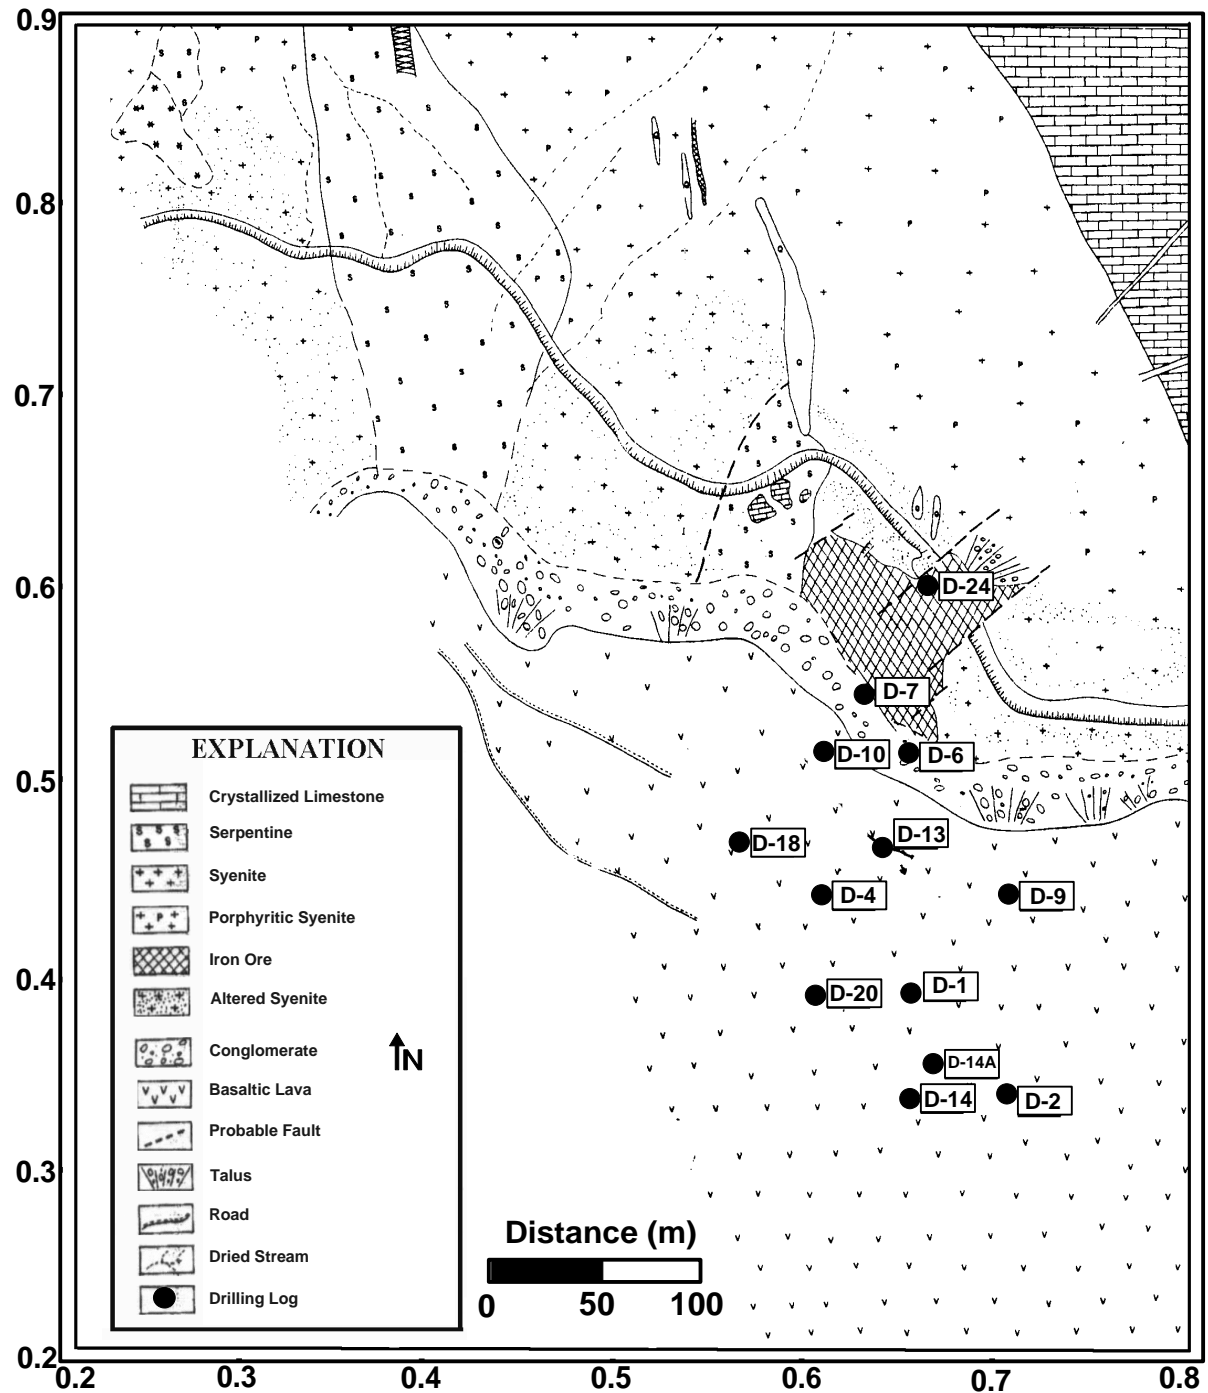 0.9
0.8
0.7
0.6
0.5
0.4
0.3
0.2
D-24
D-7
D-10
D-6
D-18
D-13
D-4
D-9
D-20
D-1
D-14A
D-14
D-2
EXPLANATION
Crystallized Limestone
Serpentine
Syenite
Porphyritic Syenite
Iron Ore
Altered Syenite
Conglomerate
Basaltic Lava
Probable Fault
Talus
Road
Dried Stream
Drilling Log
N
Distance (m)
0 50 100
0.2 0.3 0.4 0.5 0.6 0.7 0.8